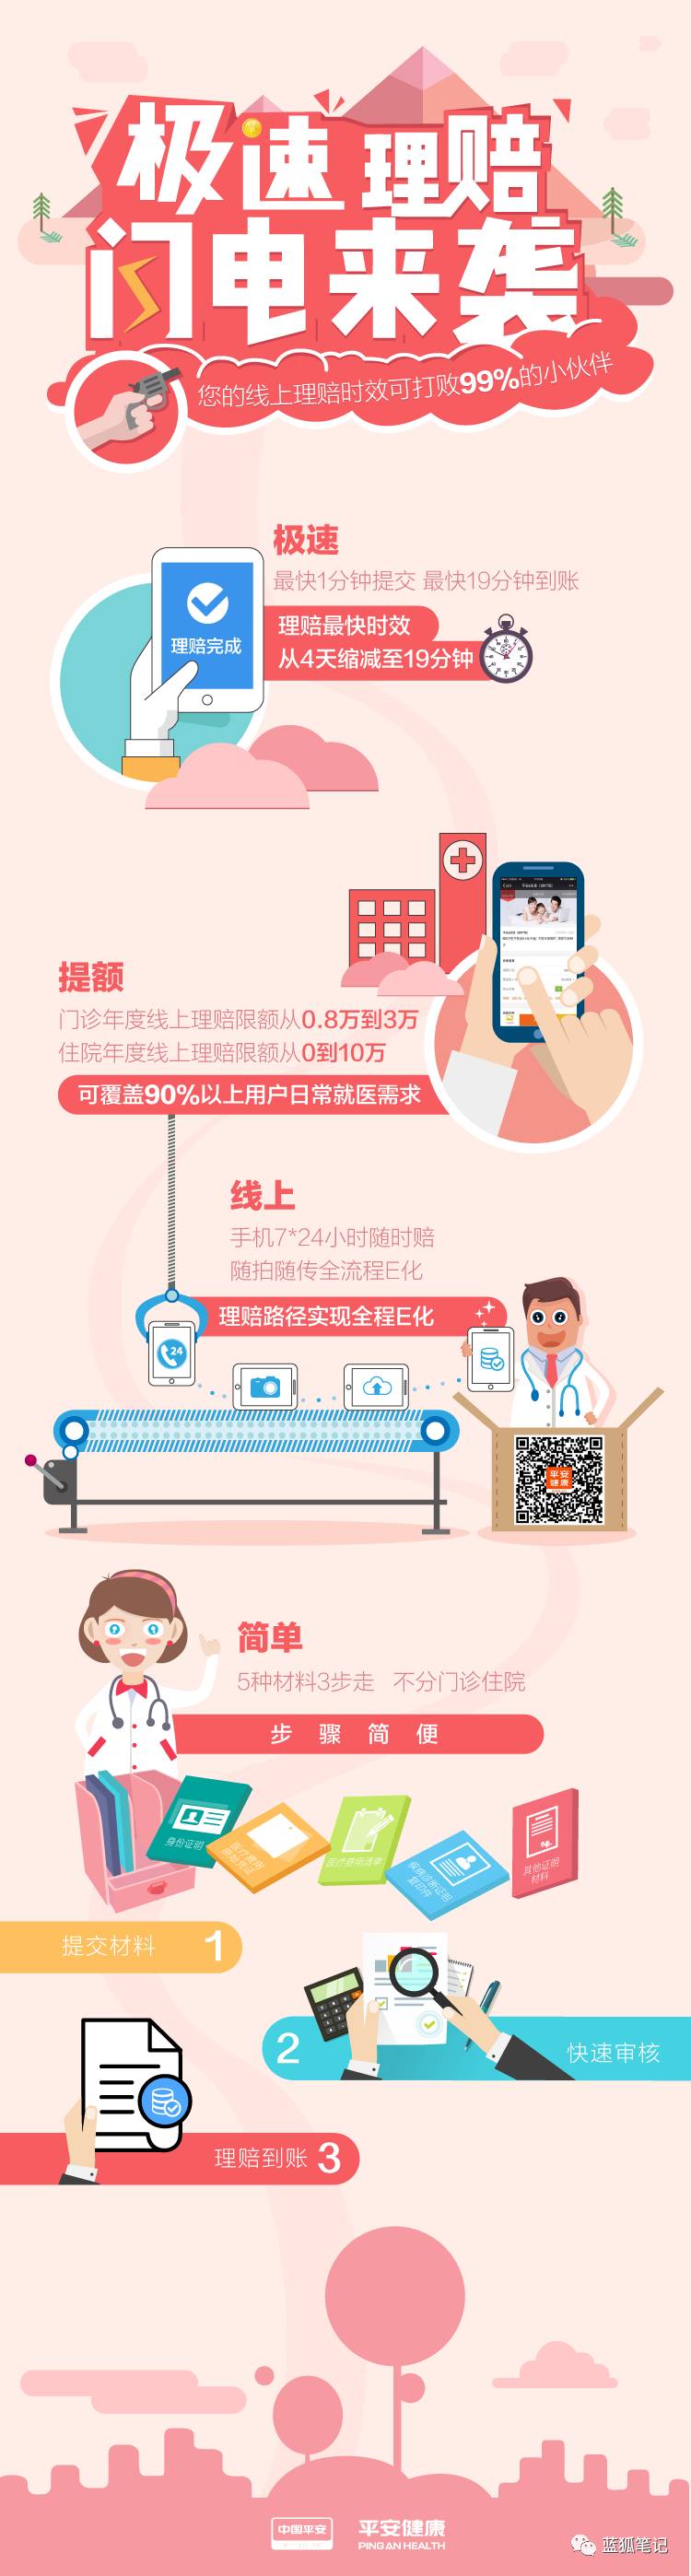 极速理赔
闪电来袭
您的线上理赔时效可打败99%的小伙伴
极速
最快1分钟提交 最快19分钟到账
理赔最快时效
从4天缩减至19分钟
理赔完成
提额
门诊年度线上理赔限额从0.8万到3万
住院年度线上理赔限额从0到10万
可覆盖90%以上用户日常就医需求
线上
手机7*24小时随时赔
随拍随传全流程E化
理赔路径实现全程E化
24
平安
健康
简单
5种材料3步走 不分门诊住院
步骤简便
身份证明
医疗费用
原始凭证
医疗费用清单
疾病诊断证明
复印件
其他证明
材料
提交材料 1
2 快速审核
理赔到账 3
中国平安
平安健康
PING AN HEALTH
蓝狐笔记